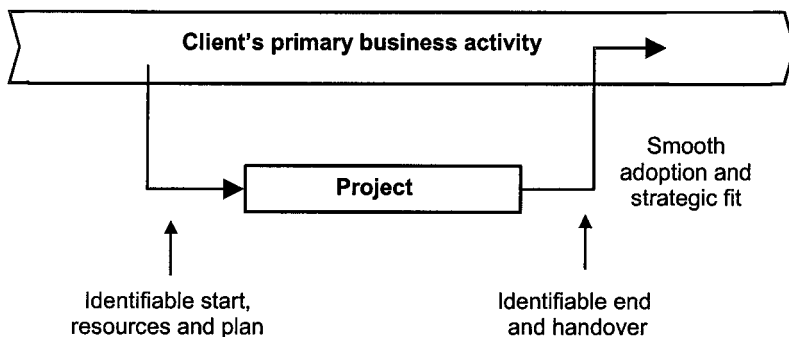 Client's primary business activity
Project
Smooth
adoption and
strategic fit
Identifiable start,
resources and plan
Identifiable end
and handover